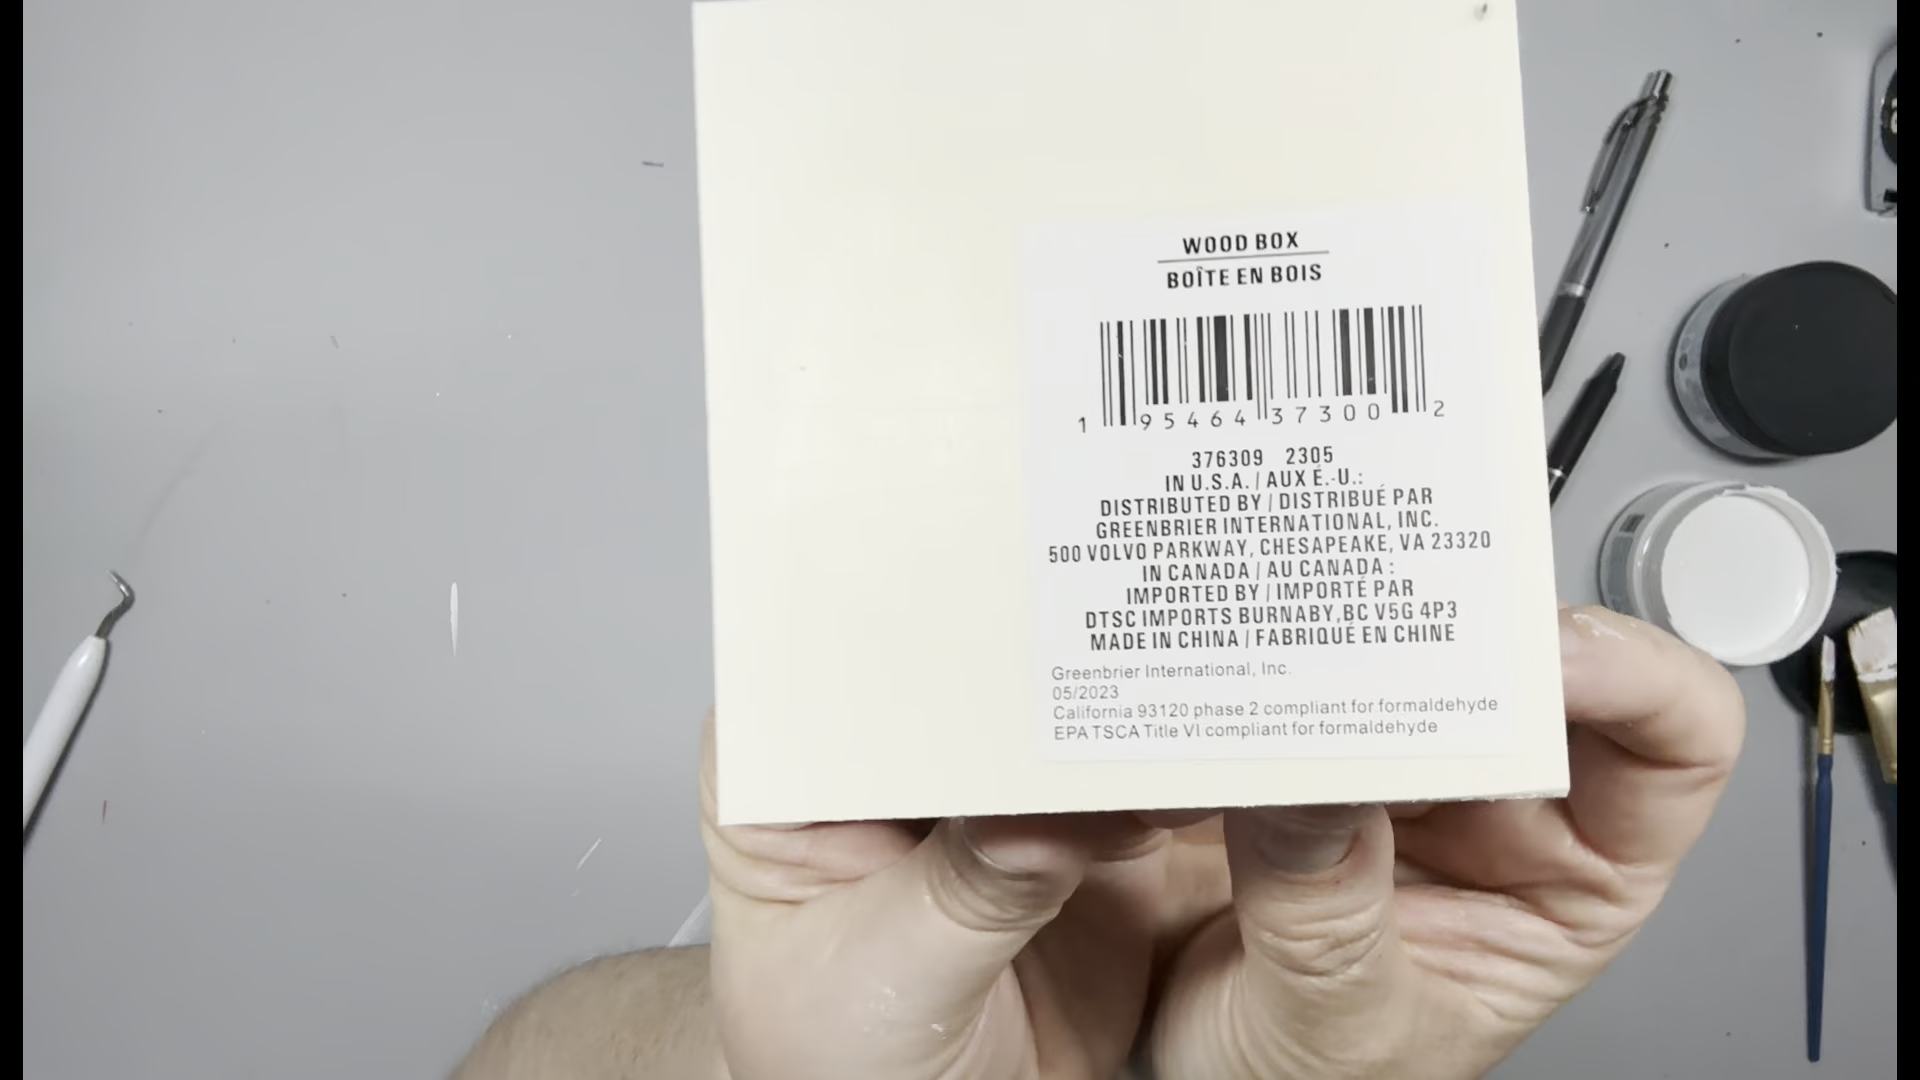 WOOD BOX
BOÎTE EN BOIS
1 95464 37300 2
376309 2305
IN U.S.A. / AUX É.-U.:
DISTRIBUTED BY / DISTRIBUÉ PAR
GREENBRIER INTERNATIONAL, INC.
500 VOLVO PARKWAY, CHESAPEAKE, VA 23320
IN CANADA / AU CANADA :
IMPORTED BY / IMPORTÉ PAR
DTSC IMPORTS BURNABY,BC V5G 4P3
MADE IN CHINA / FABRIQUÉ EN CHINE
Greenbrier International, Inc.
05/2023
California 93120 phase 2 compliant for formaldehyde
EPA TSCA Title VI compliant for formaldehyde